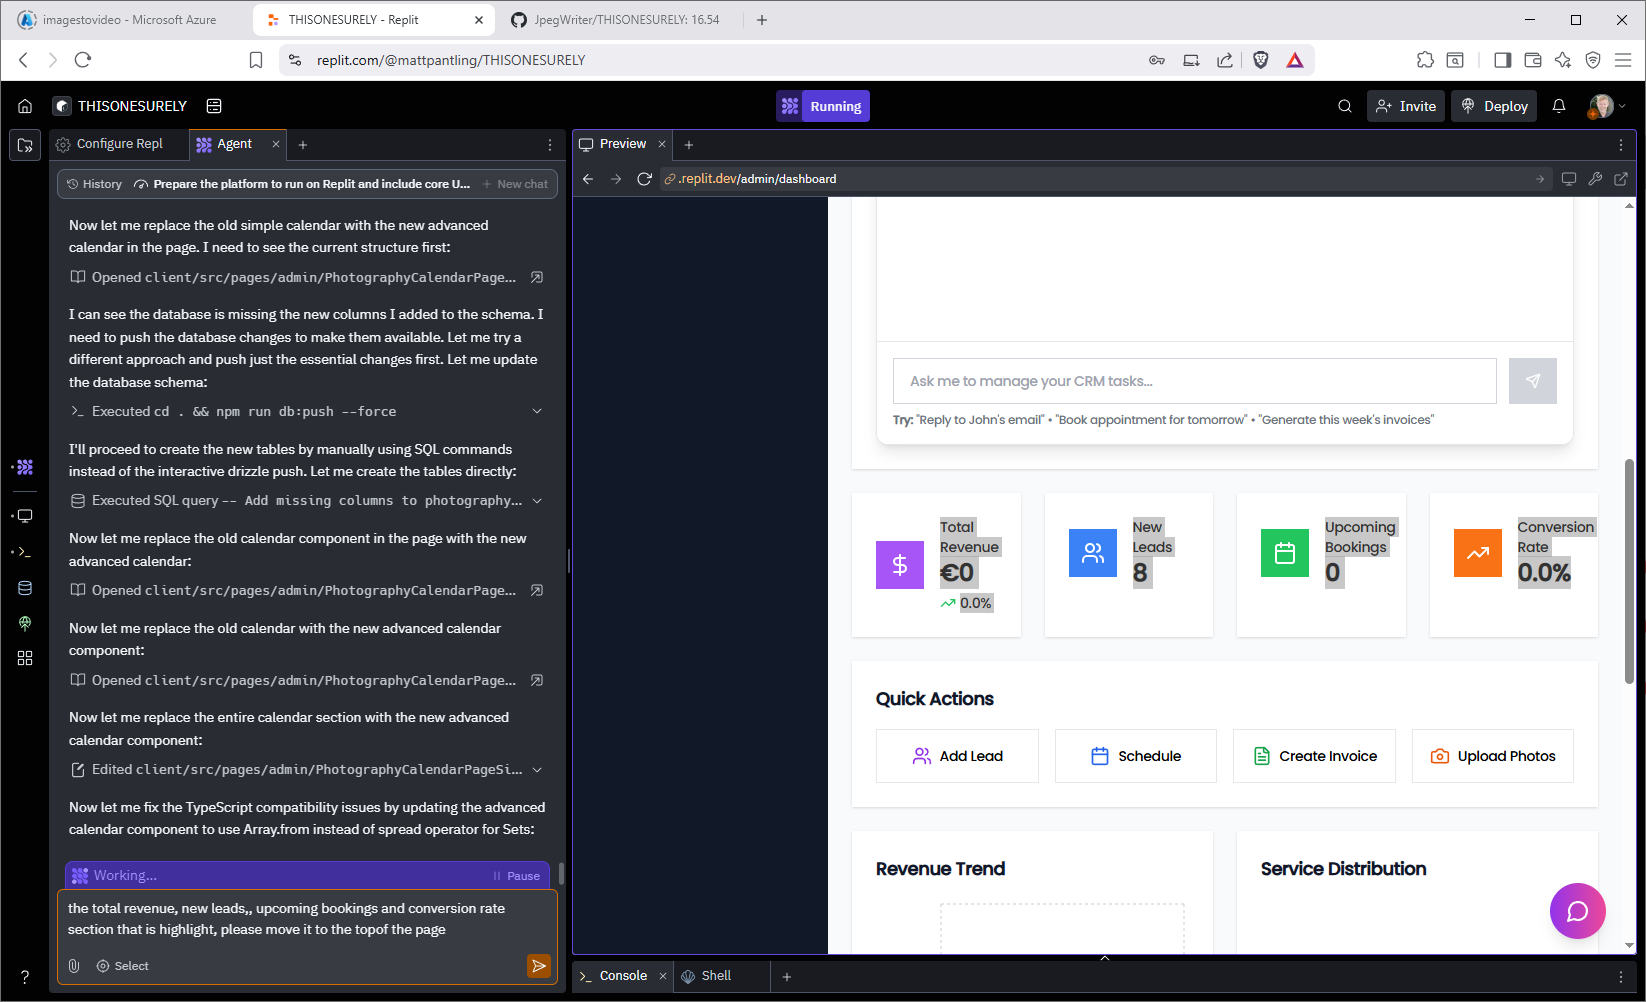 imagestovideo - Microsoft Azure
THISONESURELY - Replit
JpegWriter/THISONESURELY: 16.54
replit.com/@mattpantling/THISONESURELY
THISONESURELY
Running
Invite
Deploy
Configure Repl
Agent
Preview
.replit.dev/admin/dashboard
History
Prepare the platform to run on Replit and include core U...
New chat
Now let me replace the old simple calendar with the new advanced
calendar in the page. I need to see the current structure first:
Opened client/src/pages/admin/PhotographyCalendarPage...
I can see the database is missing the new columns I added to the schema. I
need to push the database changes to make them available. Let me try a
different approach and push just the essential changes first. Let me update
the database schema:
Executed cd . && npm run db:push --force
I'll proceed to create the new tables by manually using SQL commands
instead of the interactive drizzle push. Let me create the tables directly:
Executed SQL query -- Add missing columns to photography...
Now let me replace the old calendar component in the page with the new
advanced calendar:
Opened client/src/pages/admin/PhotographyCalendarPage...
Now let me replace the old calendar with the new advanced calendar
component:
Opened client/src/pages/admin/PhotographyCalendarPage...
Now let me replace the entire calendar section with the new advanced
calendar component:
Edited client/src/pages/admin/PhotographyCalendarPageSi...
Now let me fix the TypeScript compatibility issues by updating the advanced
calendar component to use Array.from instead of spread operator for Sets:
Working...
Pause
the total revenue, new leads,, upcoming bookings and conversion rate
section that is highlight, please move it to the topof the page
Select
Ask me to manage your CRM tasks...
Try: "Reply to John's email" • "Book appointment for tomorrow" • "Generate this week's invoices"
Total
Revenue
€0
0.0%
New
Leads
8
Upcoming
Bookings
0
Conversion
Rate
0.0%
Quick Actions
Add Lead
Schedule
Create Invoice
Upload Photos
Revenue Trend
Service Distribution
Console
Shell